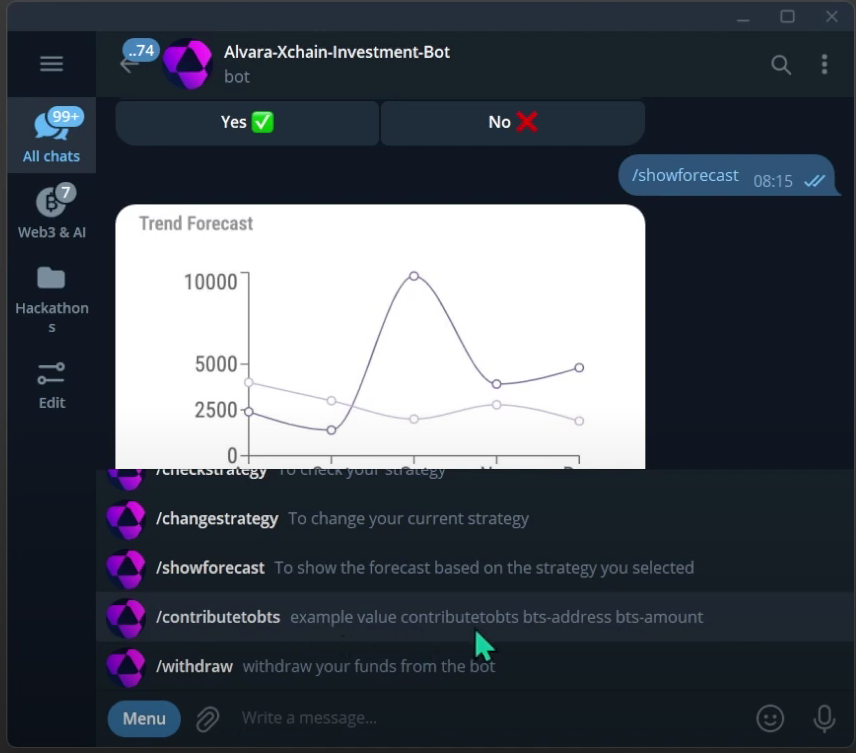 ..74
Alvara-Xchain-Investment-Bot
bot
99+
All chats
7
Web3 & AI
Hackathon
s
Edit
Yes ✅
No ❌
/showforecast 08:15
Trend Forecast
10000
5000
2500
0
/checkstrategy To check your strategy
/changestrategy To change your current strategy
/showforecast To show the forecast based on the strategy you selected
/contributetobts example value contributetobts bts-address bts-amount
/withdraw withdraw your funds from the bot
Menu
Write a message...